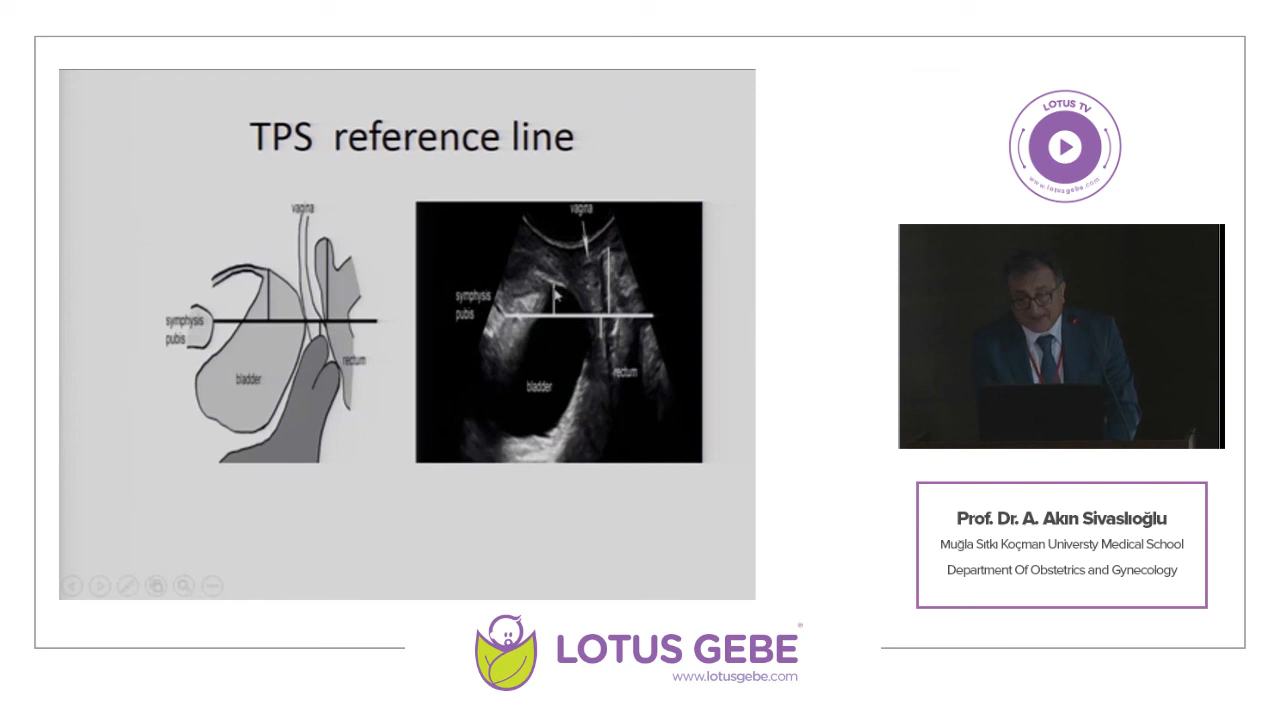 TPS reference line
vagina
symphysis
pubis
bladder
rectum
vagina
symphysis
pubis
bladder
rectum
LOTUS TV
www.lotusgebe.com
Prof. Dr. A. Akın Sivaslıoğlu
Muğla Sıtkı Koçman Universty Medical School
Department Of Obstetrics and Gynecology
LOTUS GEBE ®
www.lotusgebe.com